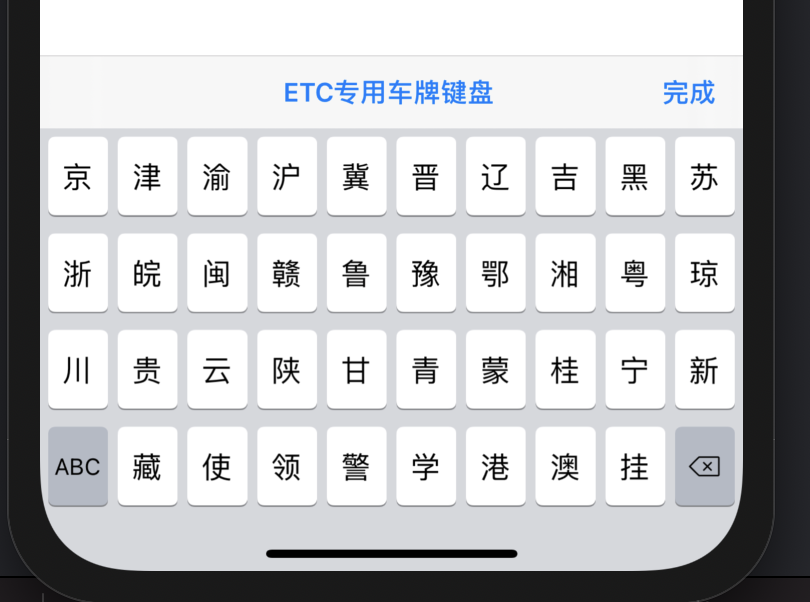 ETC专用车牌键盘 完成
京 津 渝 沪 冀 晋 辽 吉 黑 苏
浙 皖 闽 赣 鲁 豫 鄂 湘 粤 琼
川 贵 云 陕 甘 青 蒙 桂 宁 新
ABC 藏 使 领 警 学 港 澳 挂